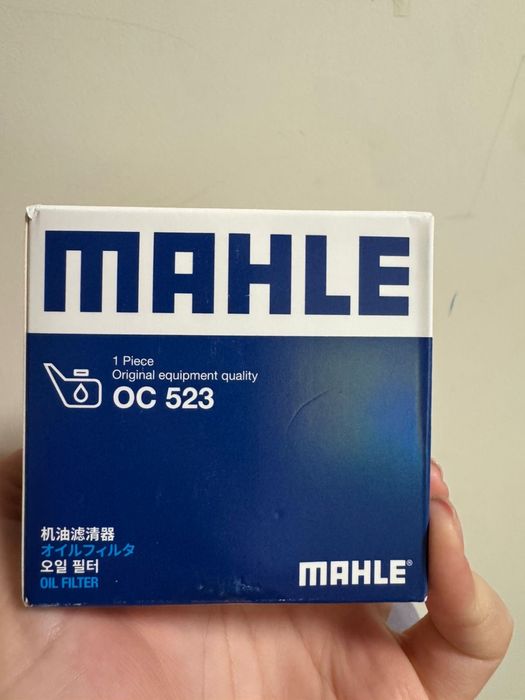 MAHLE
1 Piece
Original equipment quality
OC 523
机油滤清器
オイルフィルタ
오일 필터
OIL FILTER
MAHLE®